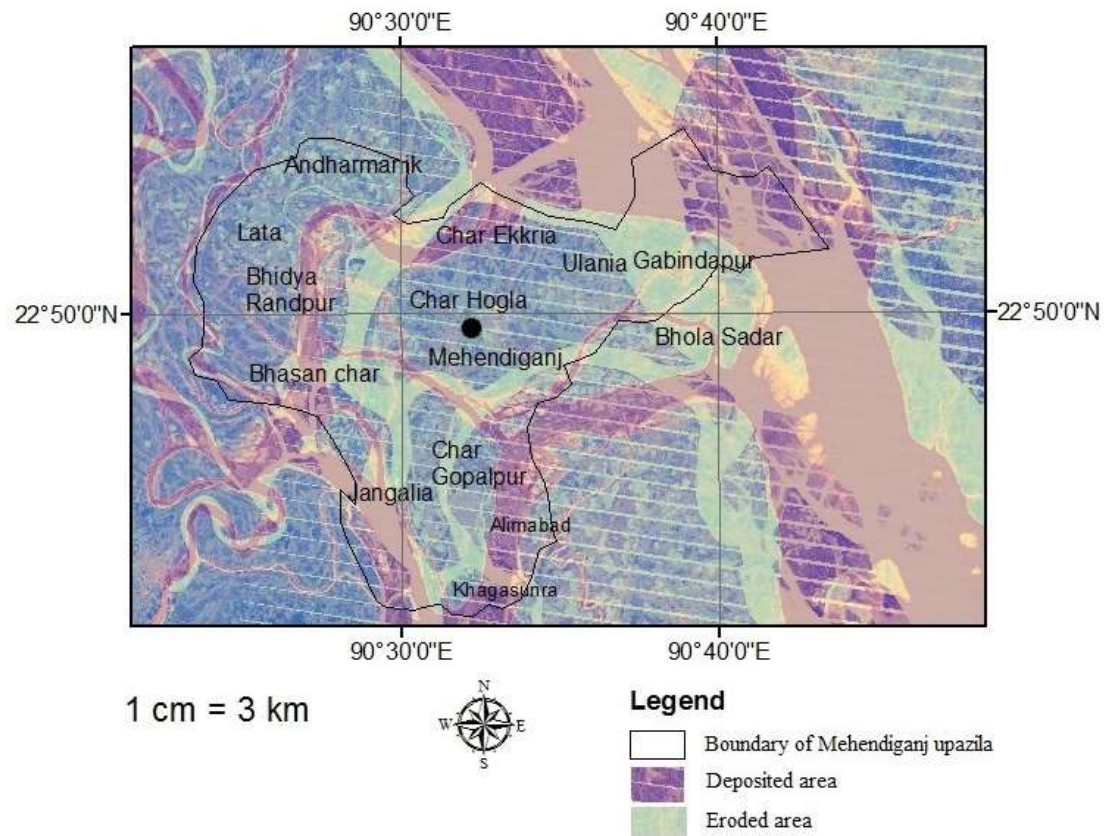 90°30'0"E 90°40'0"E
Andharmanik
Lata
Char Ekkria
Ulania Gabindapur
Bhidya
Randpur
Char Hogla
22°50'0"N 22°50'0"N
Bhola Sadar
Mehendiganj
Bhasan char
Char
Gopalpur
Jangalia
Alimabad
Khagasunra
90°30'0"E 90°40'0"E
1 cm = 3 km
N
W E
S
Legend
Boundary of Mehendiganj upazila
Deposited area
Eroded area